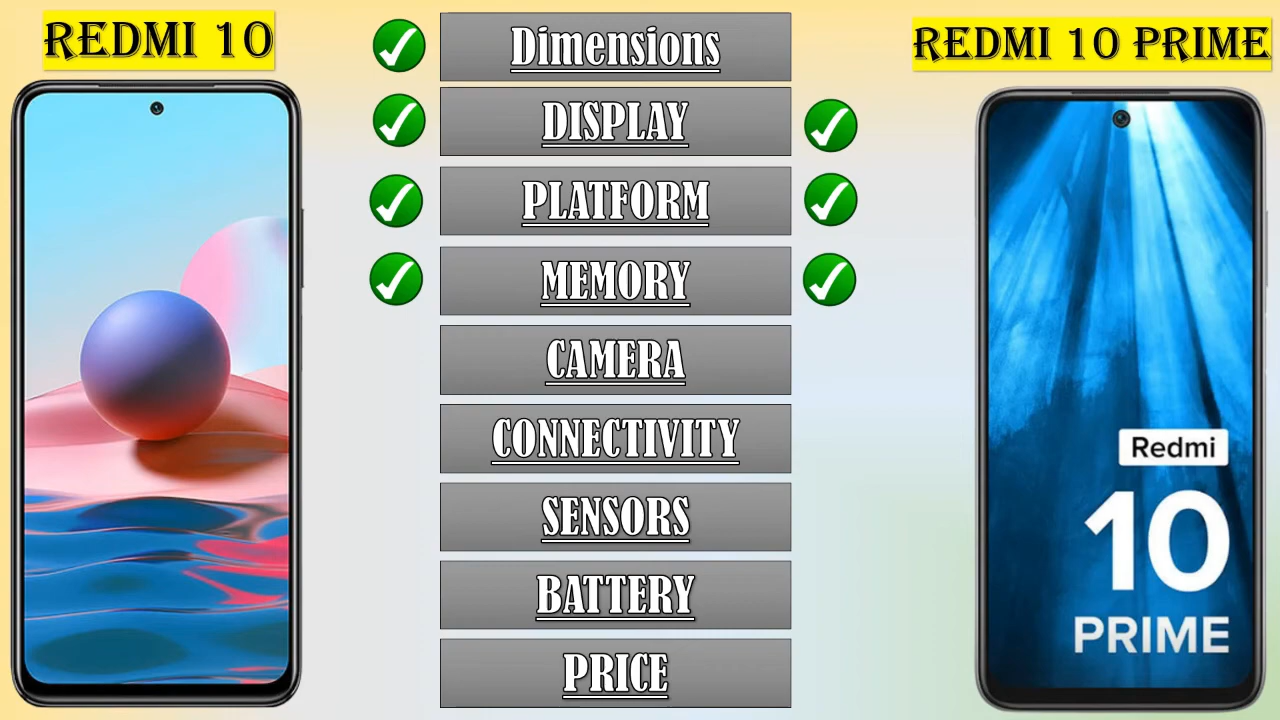 REDMI 10
REDMI 10 PRIME
Dimensions
DISPLAY
PLATFORM
MEMORY
CAMERA
CONNECTIVITY
SENSORS
BATTERY
PRICE
Redmi
10
PRIME